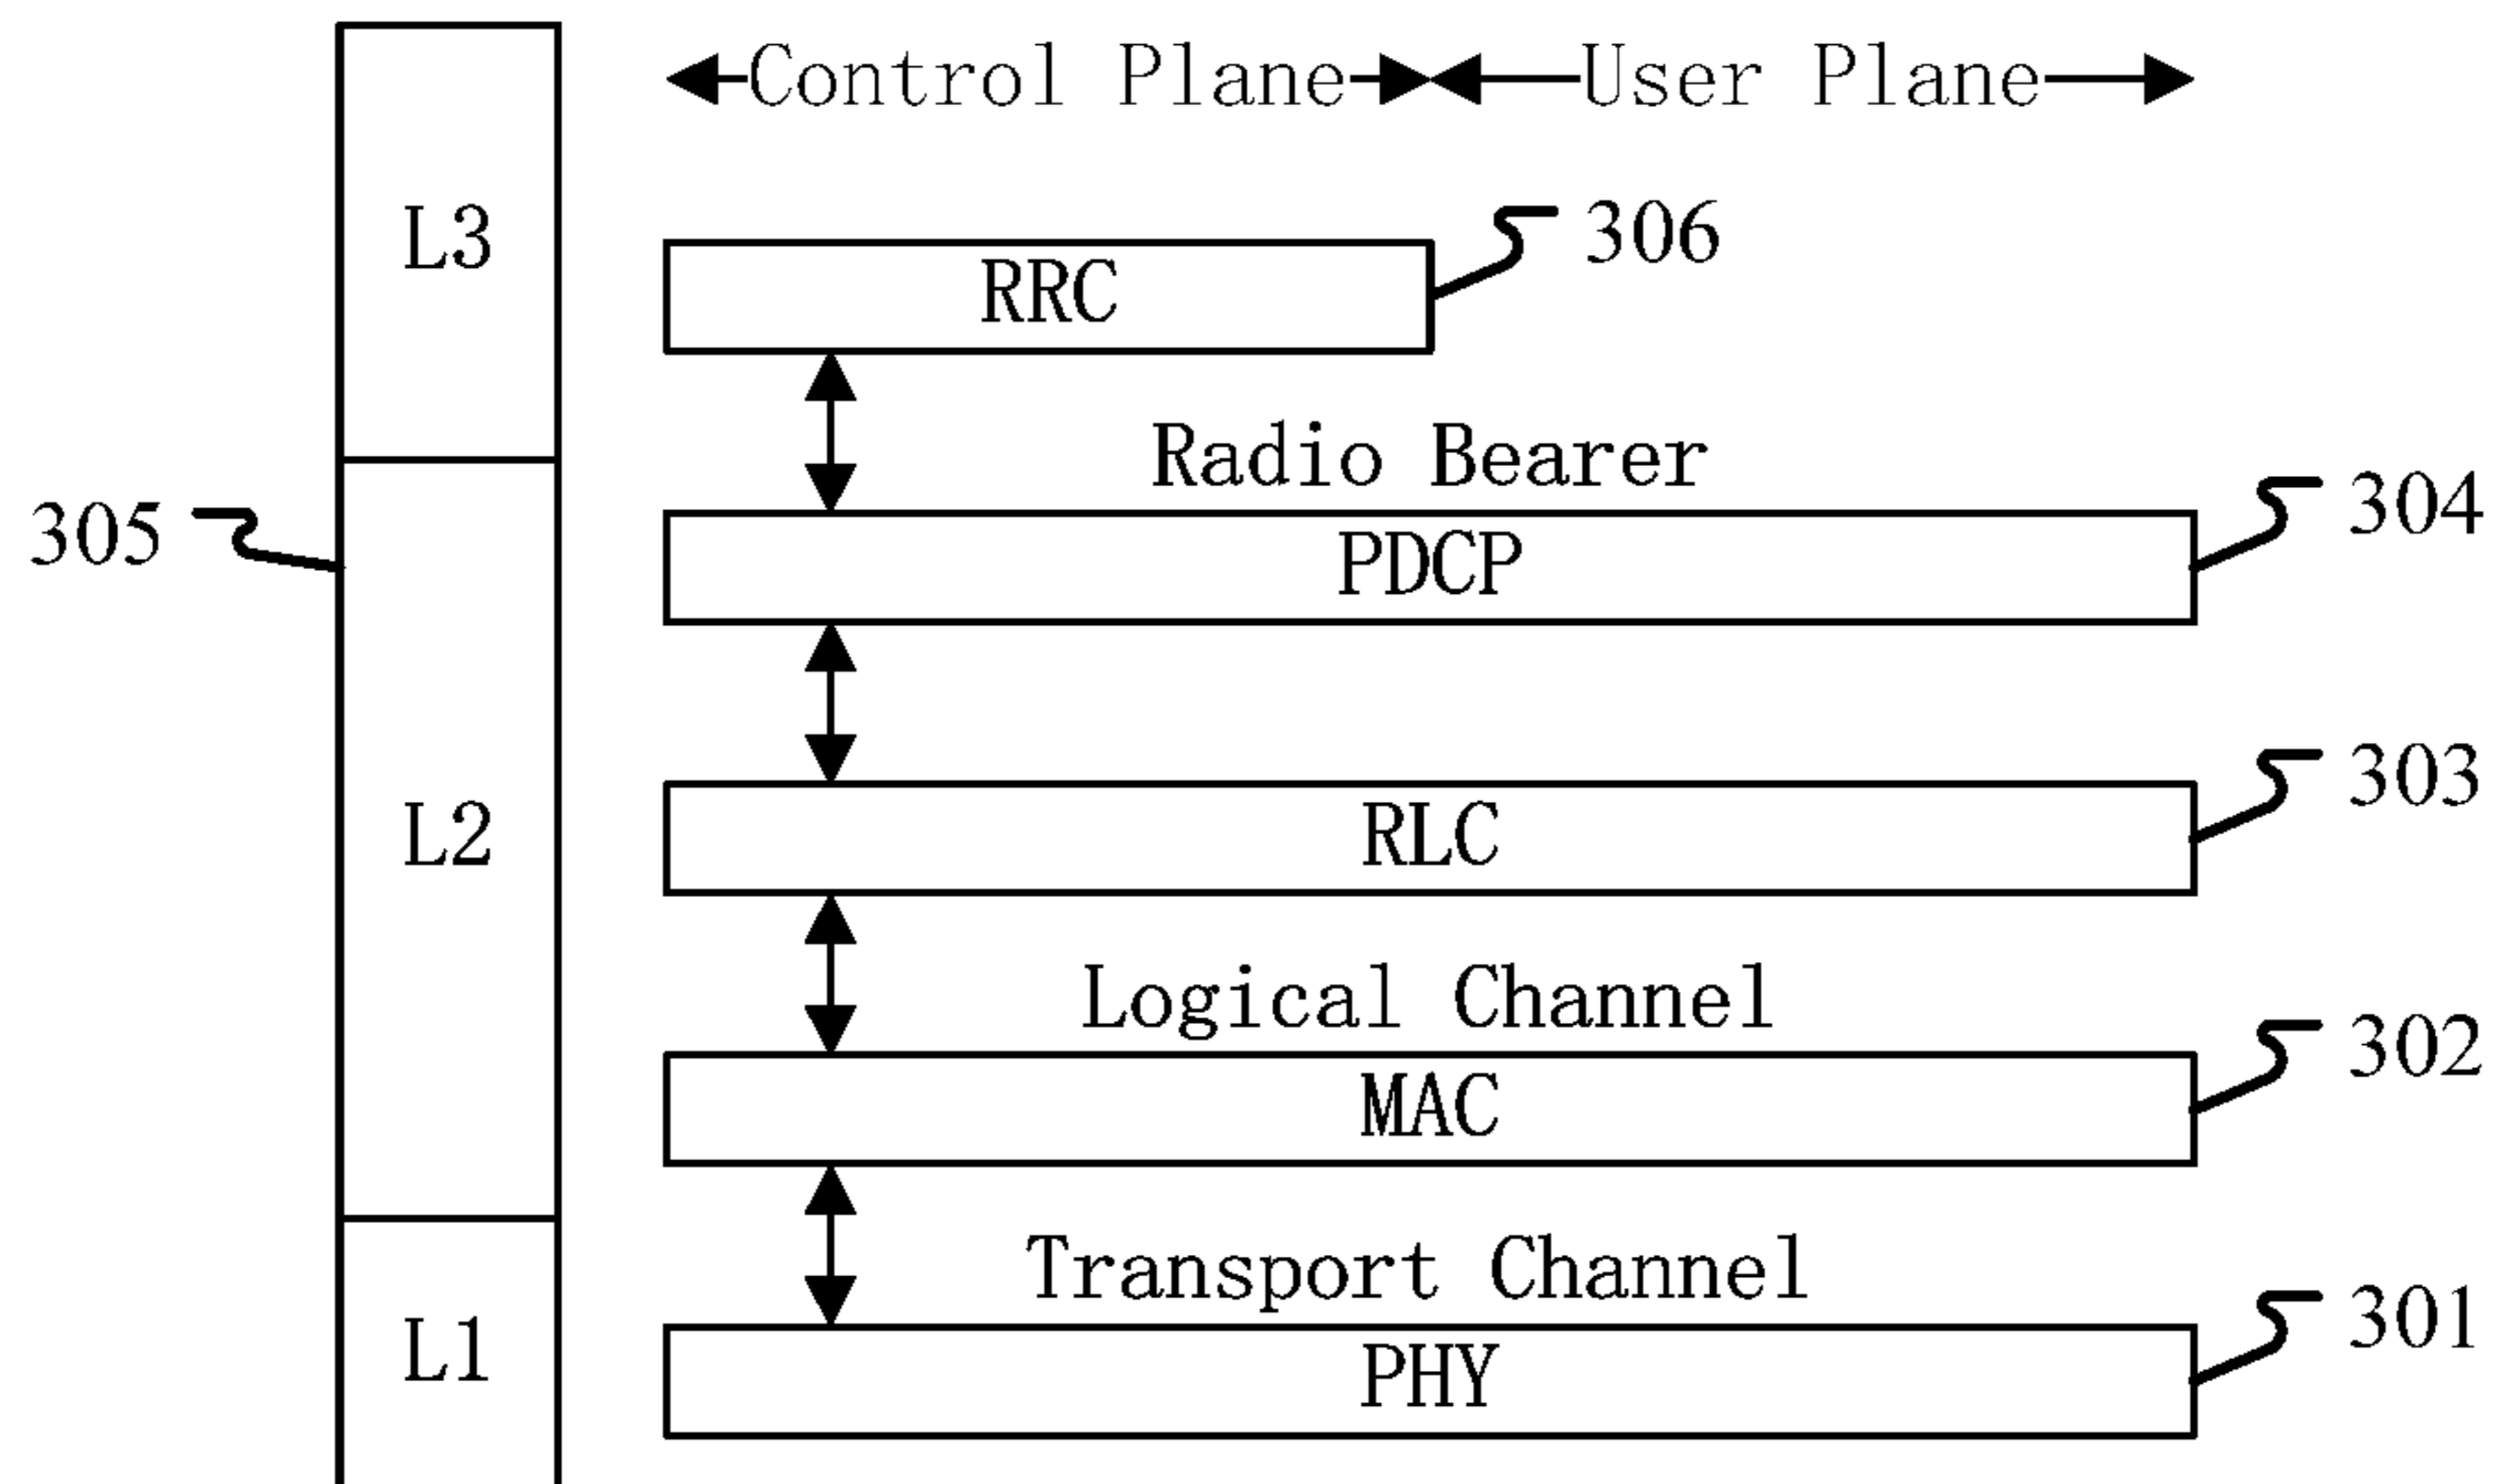 Control Plane User Plane
L3
306
RRC
Radio Bearer
305
304
PDCP
303
L2
RLC
Logical Channel
302
MAC
Transport Channel
301
L1
PHY